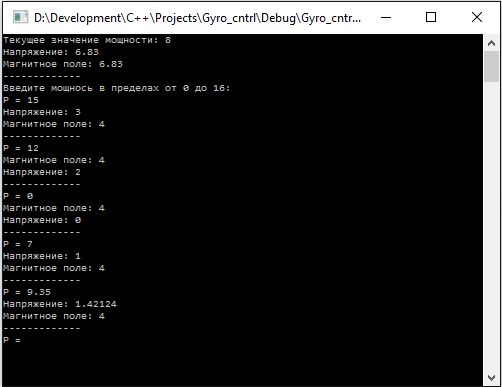 D:\Development\C++\Projects\Gyro_cntrl\Debug\Gyro_cntr...
Текущее значение мощности: 8
Напряжение: 6.83
Магнитное поле: 6.83
-------------
Введите мощнось в пределах от 0 до 16:
P = 15
Напряжение: 3
Магнитное поле: 4
-------------
P = 12
Магнитное поле: 4
Напряжение: 2
-------------
P = 0
Магнитное поле: 4
Напряжение: 0
-------------
P = 7
Напряжение: 1
Магнитное поле: 4
-------------
P = 9.35
Напряжение: 1.42124
Магнитное поле: 4
-------------
P =